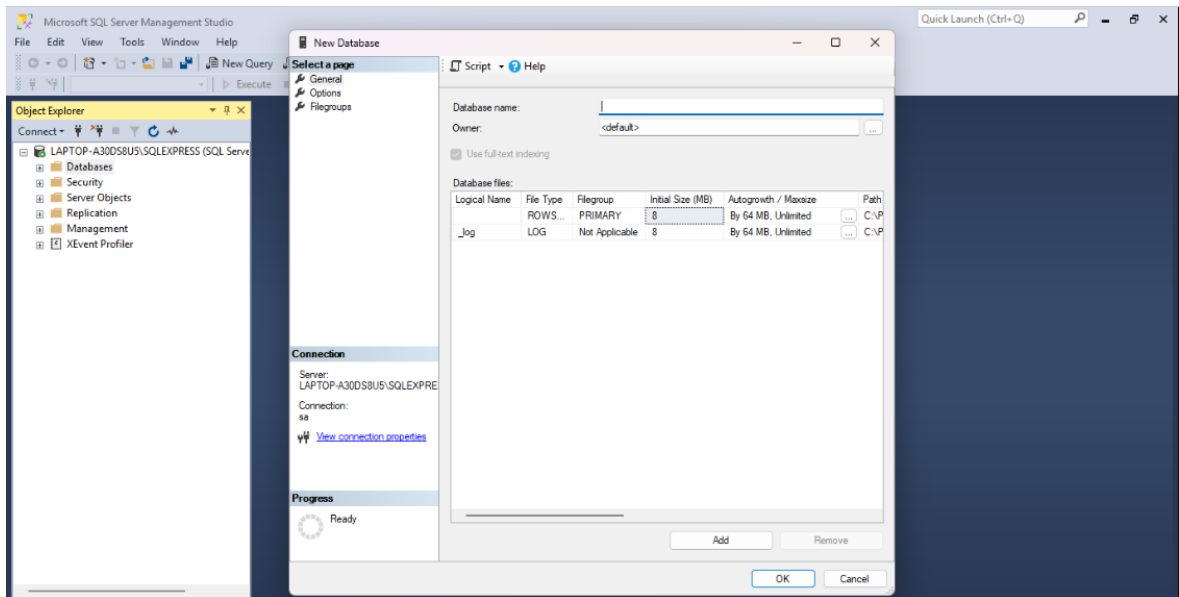 Microsoft SQL Server Management Studio
Quick Launch (Ctrl+Q)
File Edit View Tools Window Help
New Query
Execute
Object Explorer
Connect
LAPTOP-A30DS8U5\SQLEXPRESS (SQL Serve
Databases
Security
Server Objects
Replication
Management
XEvent Profiler
New Database
Select a page
General
Options
Filegroups
Script Help
Database name:
Owner: <default> ...
Use full-text indexing
Database files:
Logical Name File Type Filegroup Initial Size (MB) Autogrowth / Maxsize Path
ROWS... PRIMARY 8 By 64 MB, Unlimited ... C:\P
_log LOG Not Applicable 8 By 64 MB, Unlimited ... C:\P
Connection
Server:
LAPTOP-A30DS8U5\SQLEXPRE
Connection:
sa
View connection properties
Progress
Ready
Add Remove
OK Cancel